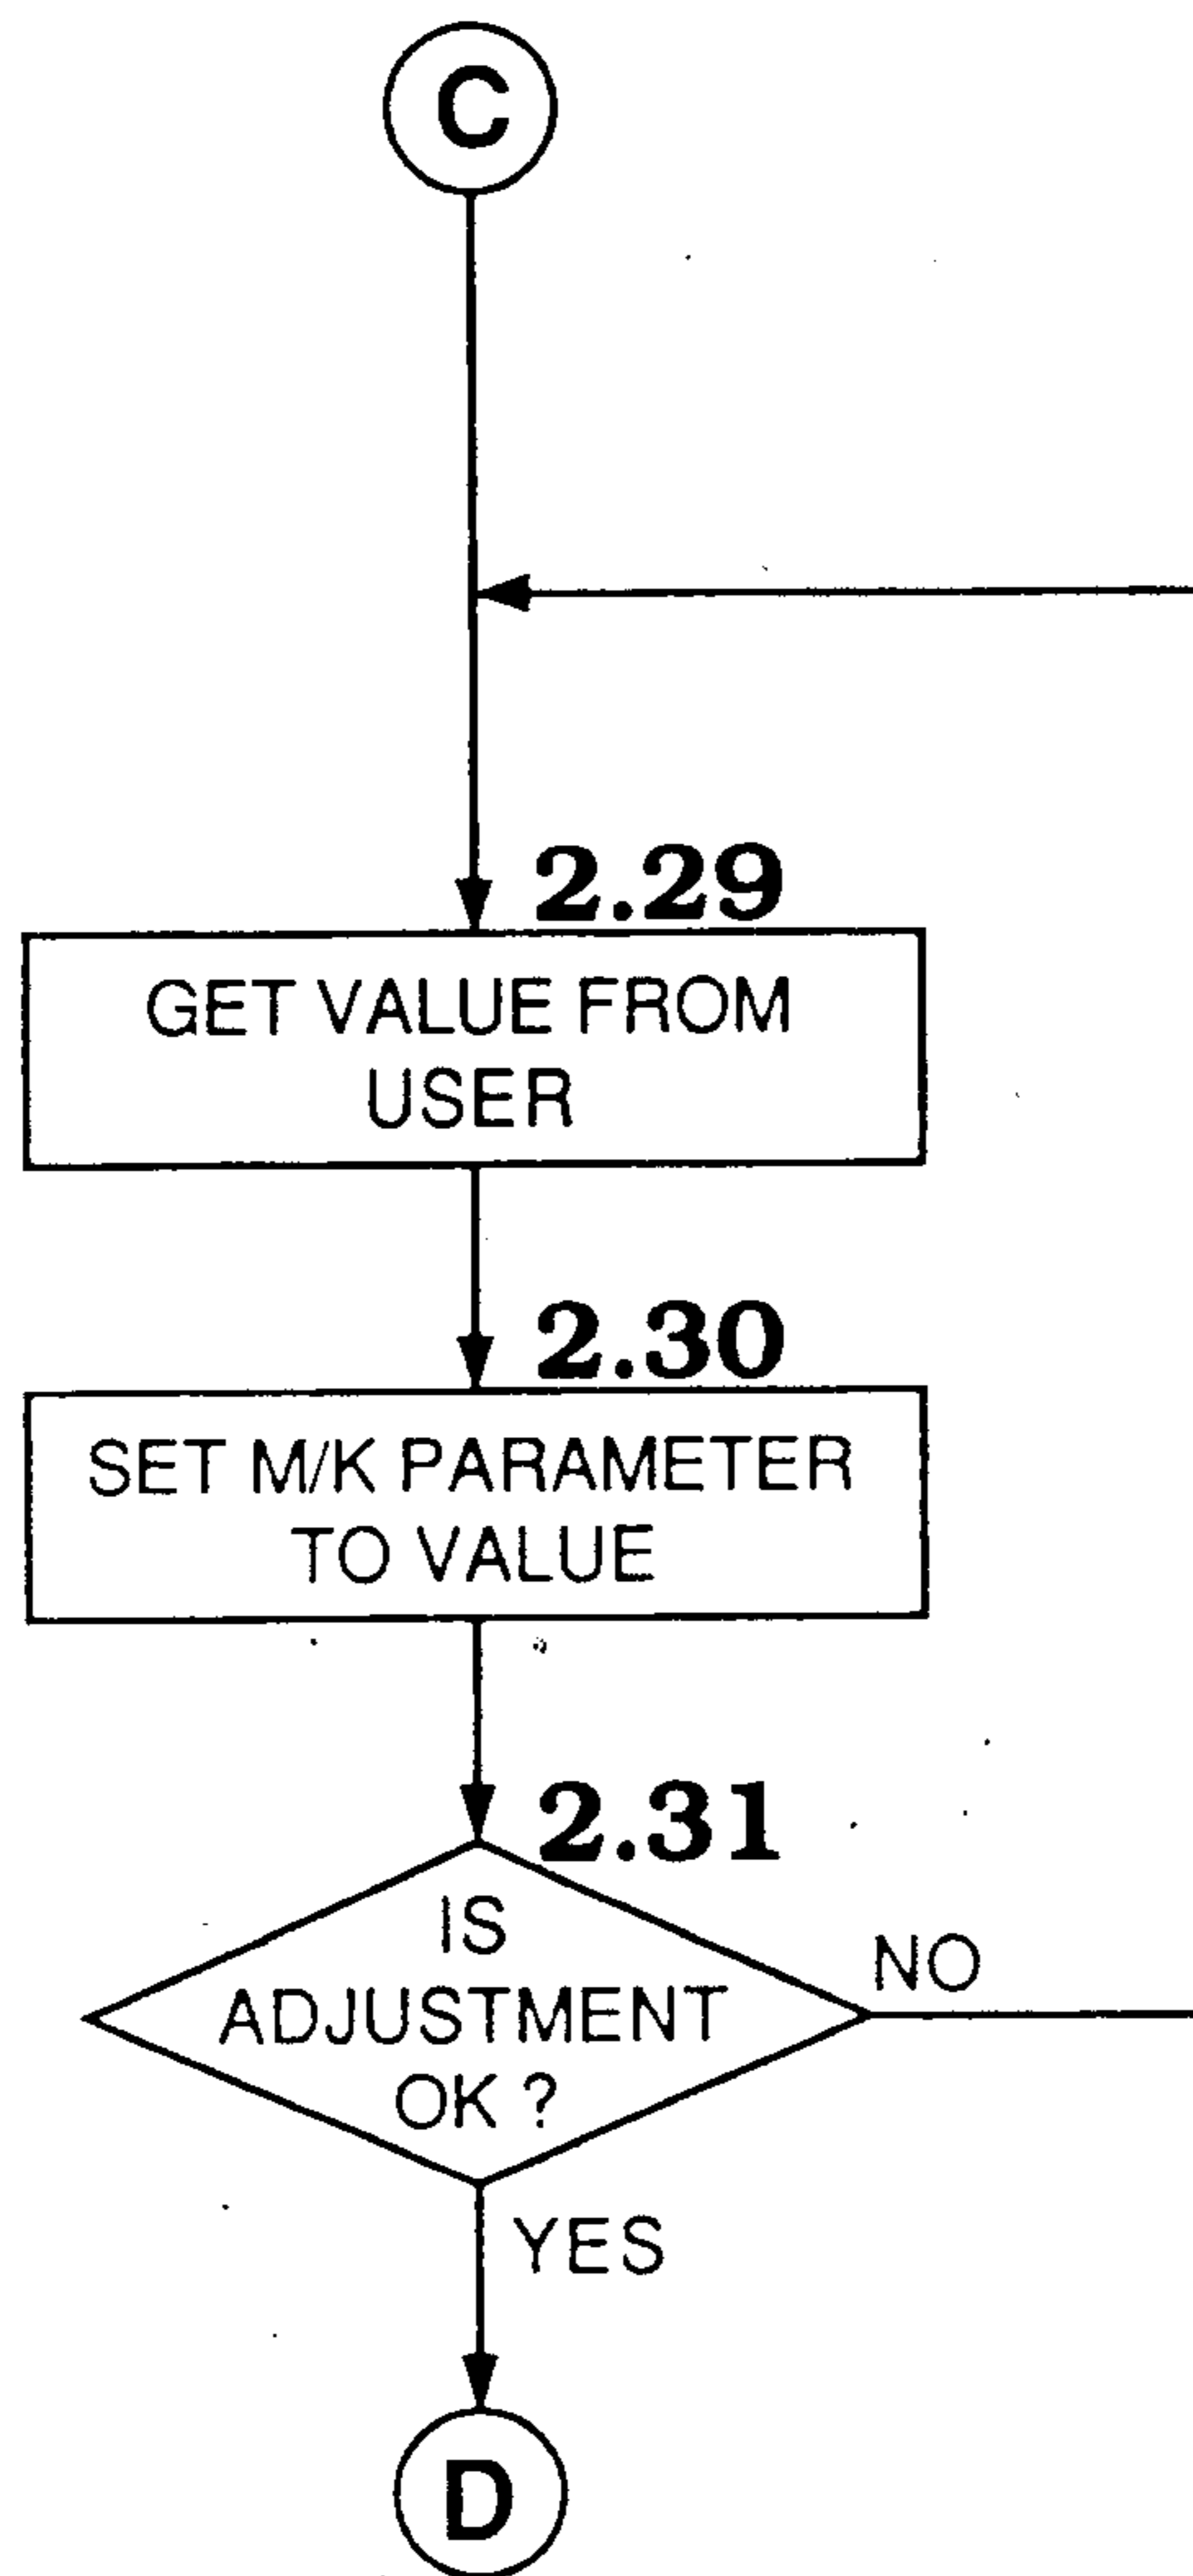 C
2.29
GET VALUE FROM
USER
2.30
SET M/K PARAMETER
TO VALUE
2.31
IS
ADJUSTMENT
OK ?
NO
YES
D